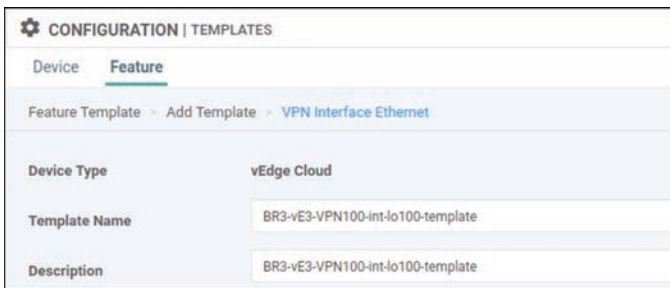 CONFIGURATION | TEMPLATES
Device Feature
Feature Template > Add Template > VPN Interface Ethernet
Device Type vEdge Cloud
Template Name BR3-vE3-VPN100-int-lo100-template
Description BR3-vE3-VPN100-int-lo100-template